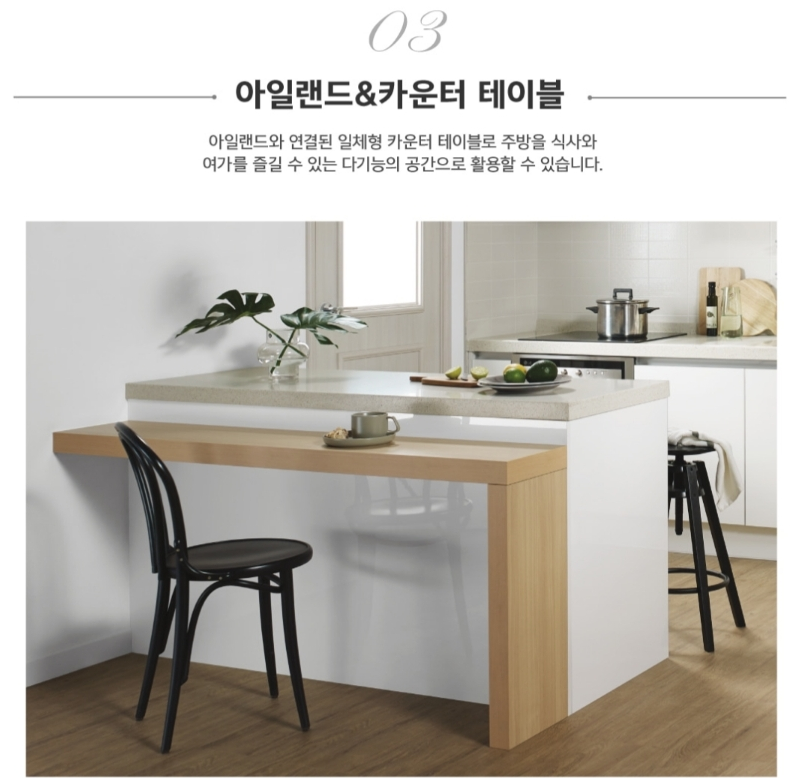 03
아일랜드&카운터 테이블
아일랜드와 연결된 일체형 카운터 테이블로 주방을 식사와
여가를 즐길 수 있는 다기능의 공간으로 활용할 수 있습니다.